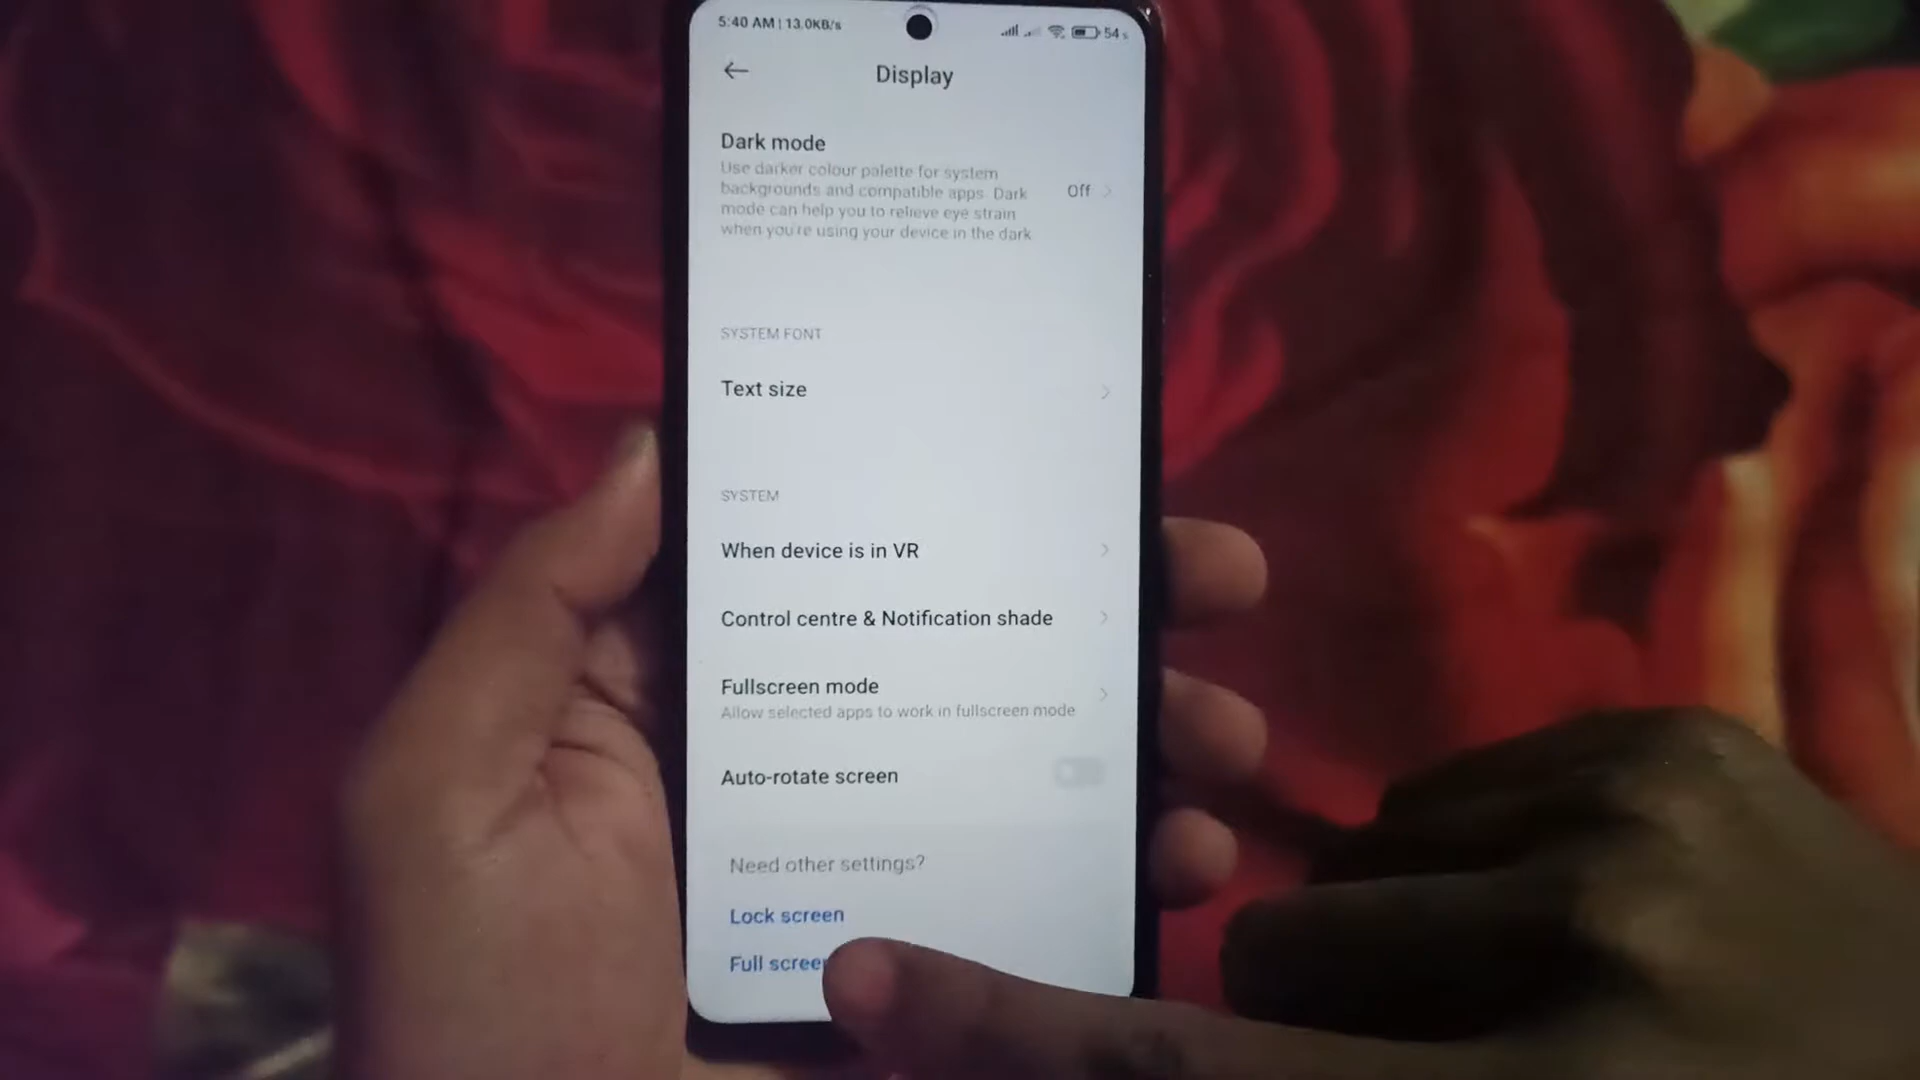 5:40 AM | 13.0KB/s
54
Display
Dark mode
Use darker colour palette for system
backgrounds and compatible apps. Dark
mode can help you to relieve eye strain
when you're using your device in the dark
Off
SYSTEM FONT
Text size
SYSTEM
When device is in VR
Control centre & Notification shade
Fullscreen mode
Allow selected apps to work in fullscreen mode
Auto-rotate screen
Need other settings?
Lock screen
Full screen